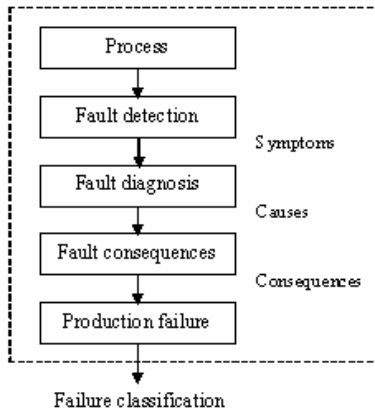 Process
Fault detection
Symptoms
Fault diagnosis
Causes
Fault consequences
Consequences
Production failure
Failure classification